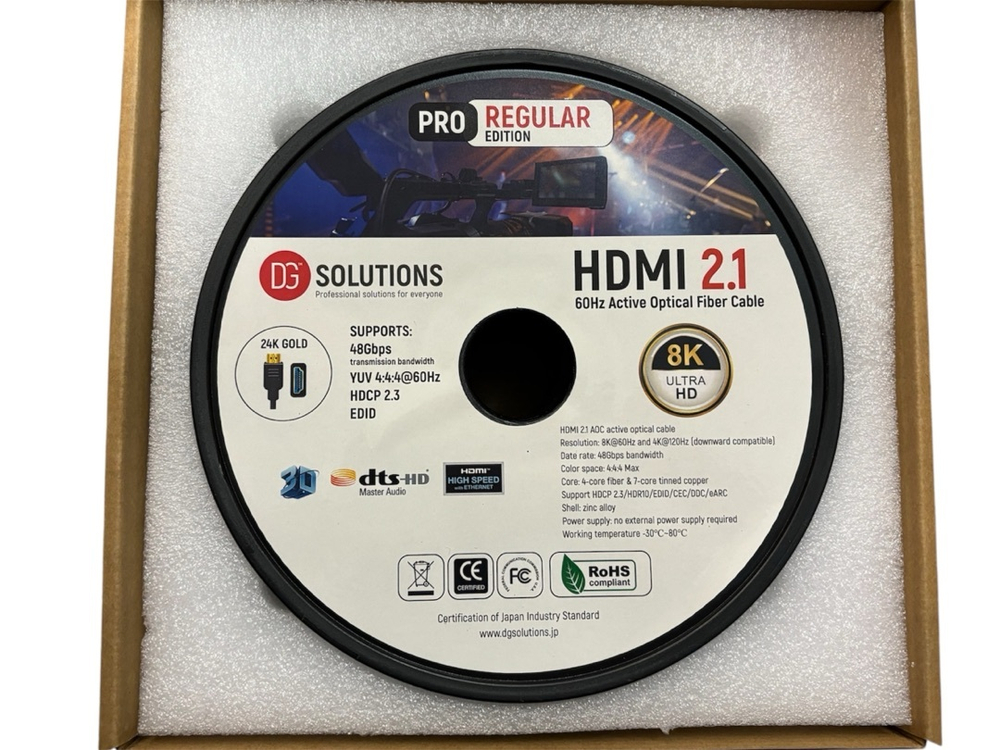 PRO REGULAR
EDITION
DG™ SOLUTIONS
Professional solutions for everyone
HDMI 2.1
60Hz Active Optical Fiber Cable
24K GOLD
SUPPORTS:
48Gbps
transmission bandwidth
YUV 4:4:4@60Hz
HDCP 2.3
EDID
8K
ULTRA
HD
HDMI 2.1 AOC active optical cable
Resolution: 8K@60Hz and 4K@120Hz (downward compatible)
Date rate: 48Gbps bandwidth
Color space: 4:4:4 Max
Core: 4-core fiber & 7-core tinned copper
Support HDCP 2.3/HDR10/EDID/CEC/DDC/eARC
Shell: zinc alloy
Power supply: no external power supply required
Working temperature -30°C~80°C
3D
dts-HD
Master Audio
HDMI™
HIGH SPEED
with ETHERNET
CE
CERTIFIED
FC
RoHS
compliant
Certification of Japan Industry Standard
www.dgsolutions.jp